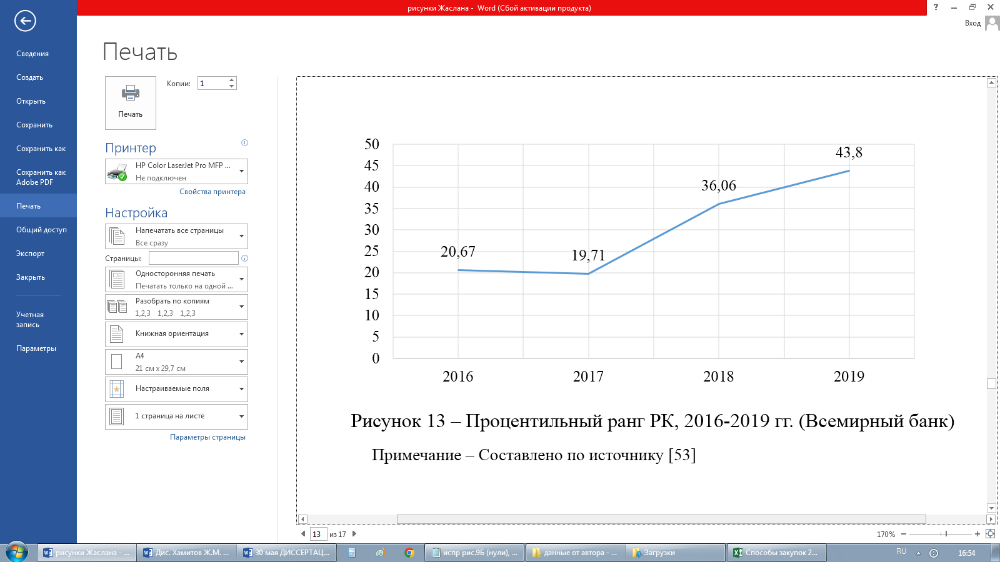 рисунки Жаслана - Word (Сбой активации продукта)
?
Вход
Сведения
Создать
Открыть
Сохранить
Сохранить как
Сохранить как
Adobe PDF
Печать
Общий доступ
Экспорт
Закрыть
Учетная
запись
Параметры
Печать
Печать
Копии: 1
Принтер
HP Color LaserJet Pro MFP ...
Не подключен
Свойства принтера
Настройка
Напечатать все страницы
Все сразу
Страницы:
Односторонняя печать
Печатать только на одной ...
Разобрать по копиям
1,2,3 1,2,3 1,2,3
Книжная ориентация
A4
21 см x 29,7 см
Настраиваемые поля
1 страница на листе
Параметры страницы
50
45
40
35
30
25
20
15
10
5
0
20,67
19,71
36,06
43,8
2016 2017 2018 2019
Рисунок 13 – Процентильный ранг РК, 2016-2019 гг. (Всемирный банк)
Примечание – Составлено по источнику [53]
13 из 17
170%
рисунки Жаслана - ...
Дис. Хамитов Ж.М. ...
30 мая ДИССЕРТАЦ...
испр рис.9Б (нули), ...
данные от автора - ...
Загрузки
Способы закупок 2...
RU
16:54